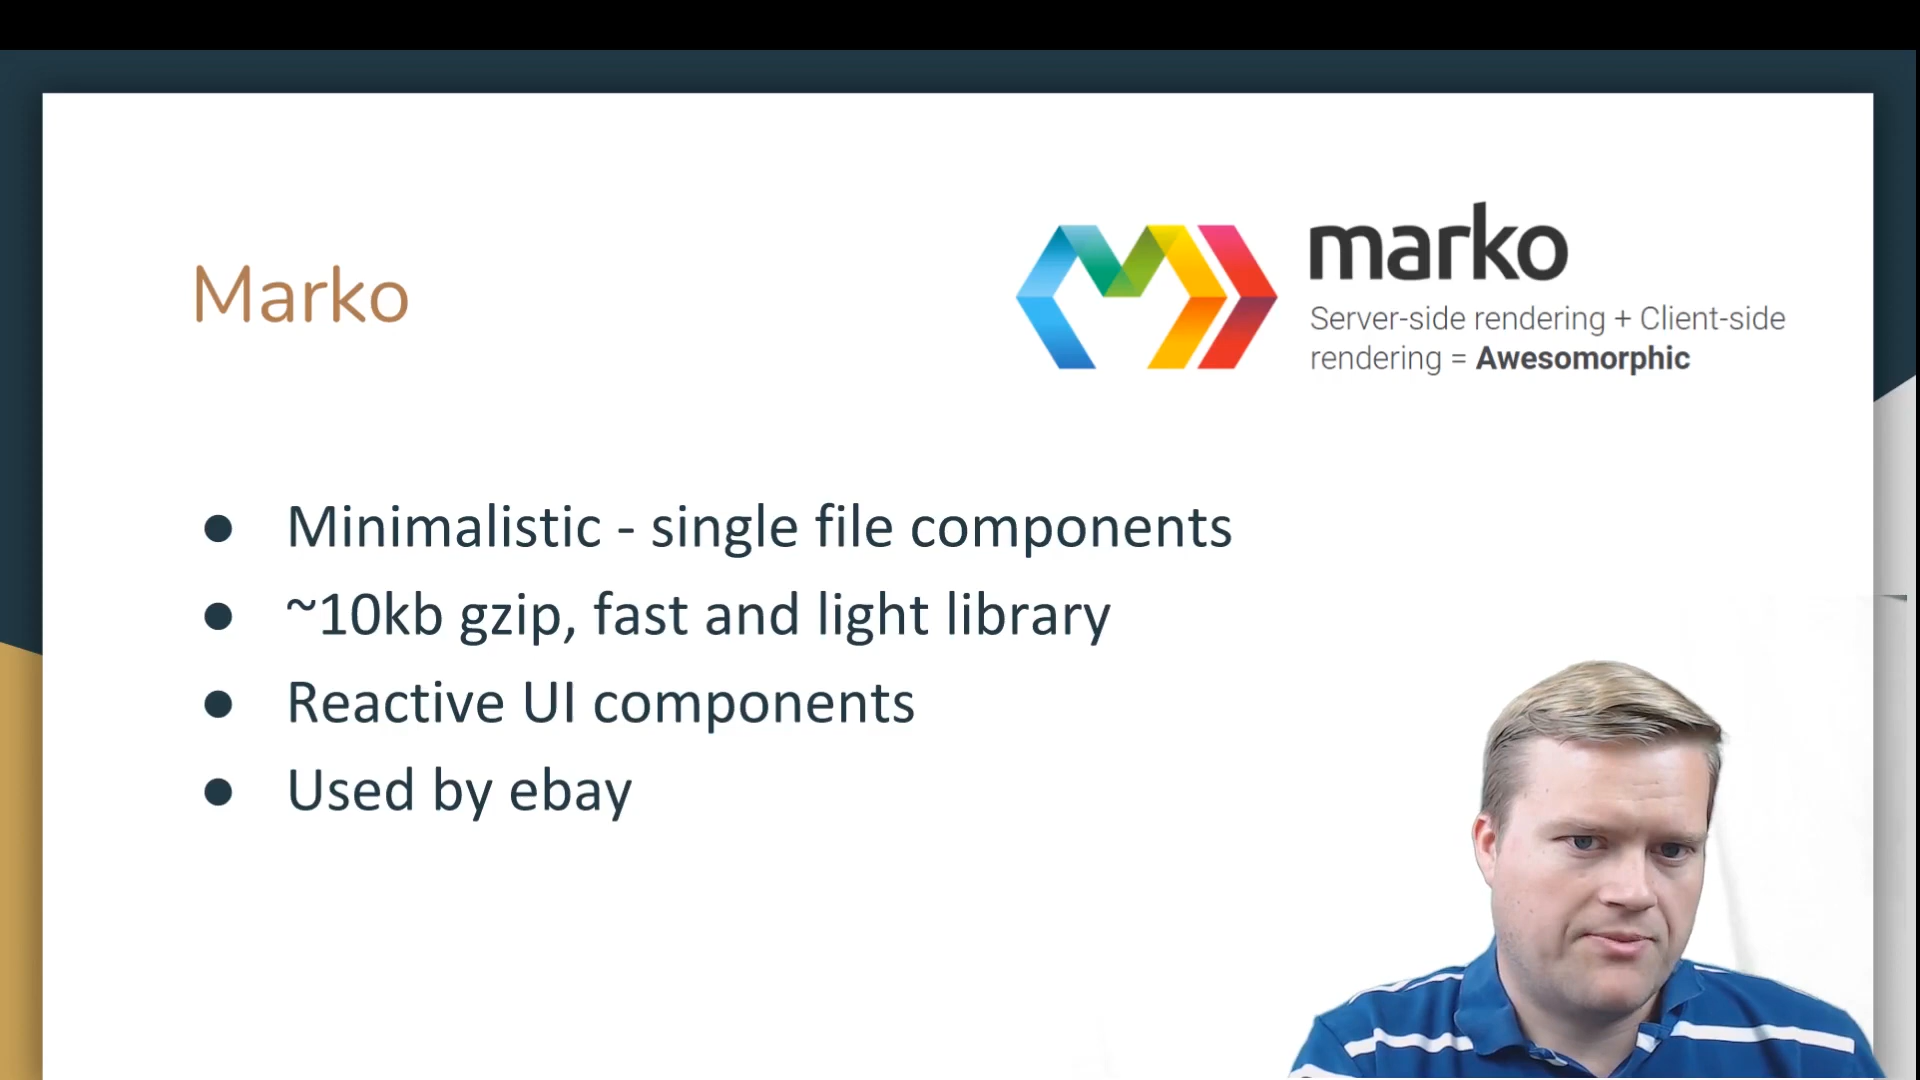 Marko
marko
Server-side rendering + Client-side
rendering = Awesomorphic
● Minimalistic - single file components
● ~10kb gzip, fast and light library
● Reactive UI components
● Used by ebay